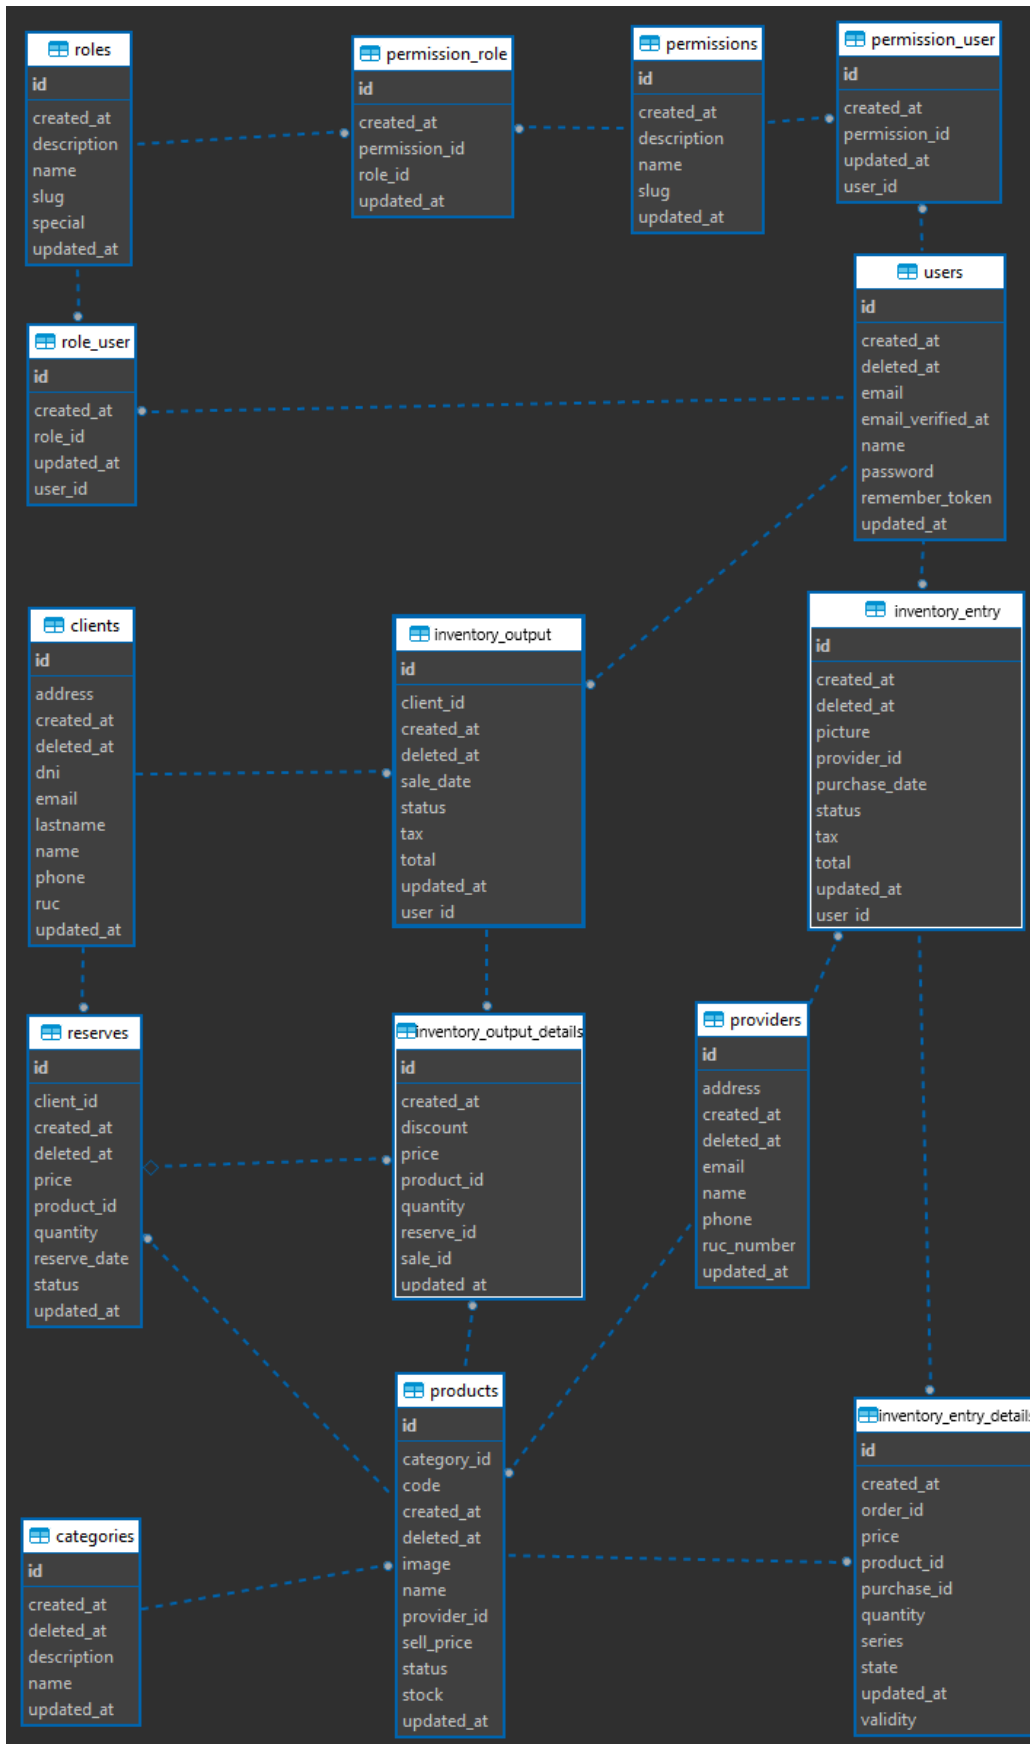 roles
id
created_at
description
name
slug
special
updated_at
permission_role
id
created_at
permission_id
role_id
updated_at
permissions
id
created_at
description
name
slug
updated_at
permission_user
id
created_at
permission_id
updated_at
user_id
users
id
created_at
deleted_at
email
email_verified_at
name
password
remember_token
updated_at
role_user
id
created_at
role_id
updated_at
user_id
clients
id
address
created_at
deleted_at
dni
email
lastname
name
phone
ruc
updated_at
inventory_output
id
client_id
created_at
deleted_at
sale_date
status
tax
total
updated_at
user_id
inventory_entry
id
created_at
deleted_at
picture
provider_id
purchase_date
status
tax
total
updated_at
user_id
reserves
id
client_id
created_at
deleted_at
price
product_id
quantity
reserve_date
status
updated_at
inventory_output_details
id
created_at
discount
price
product_id
quantity
reserve_id
sale_id
updated_at
providers
id
address
created_at
deleted_at
email
name
phone
ruc_number
updated_at
products
id
category_id
code
created_at
deleted_at
image
name
provider_id
sell_price
status
stock
updated_at
inventory_entry_details
id
created_at
order_id
price
product_id
purchase_id
quantity
series
state
updated_at
validity
categories
id
created_at
deleted_at
description
name
updated_at